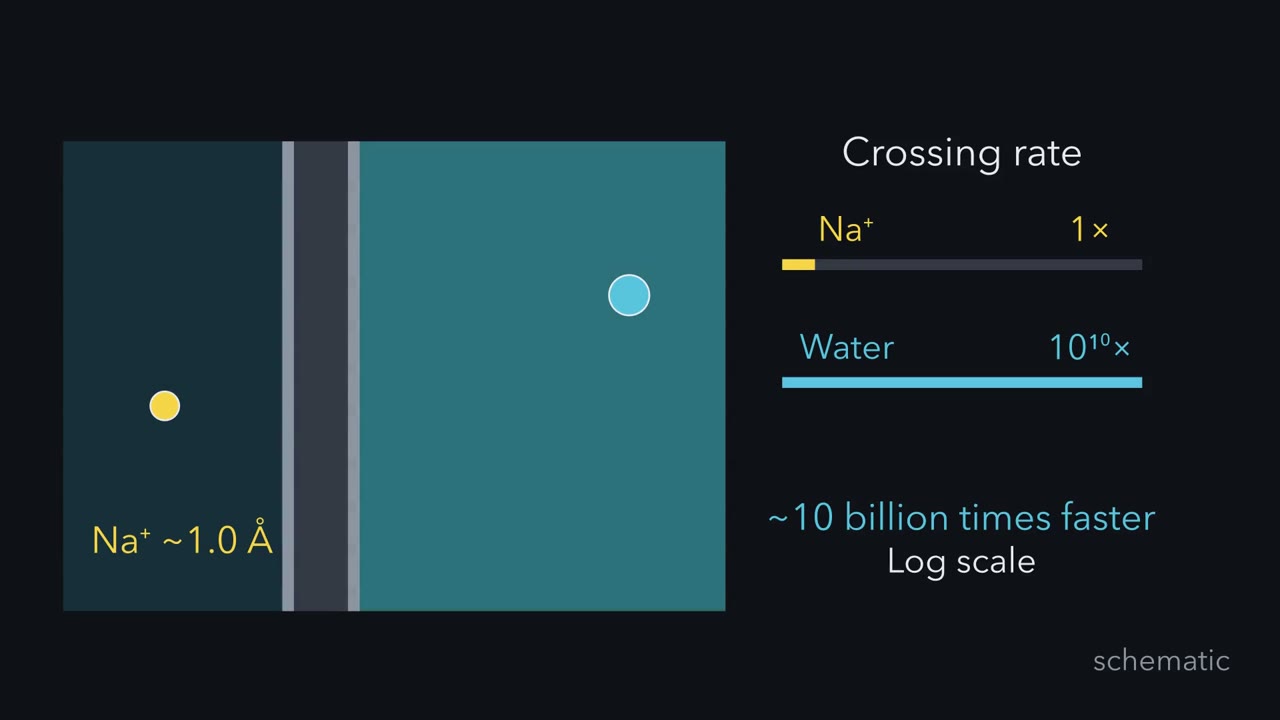 Crossing rate
Na⁺ 1×
Water 10¹⁰×
Na⁺ ~1.0 Å
~10 billion times faster
Log scale
schematic